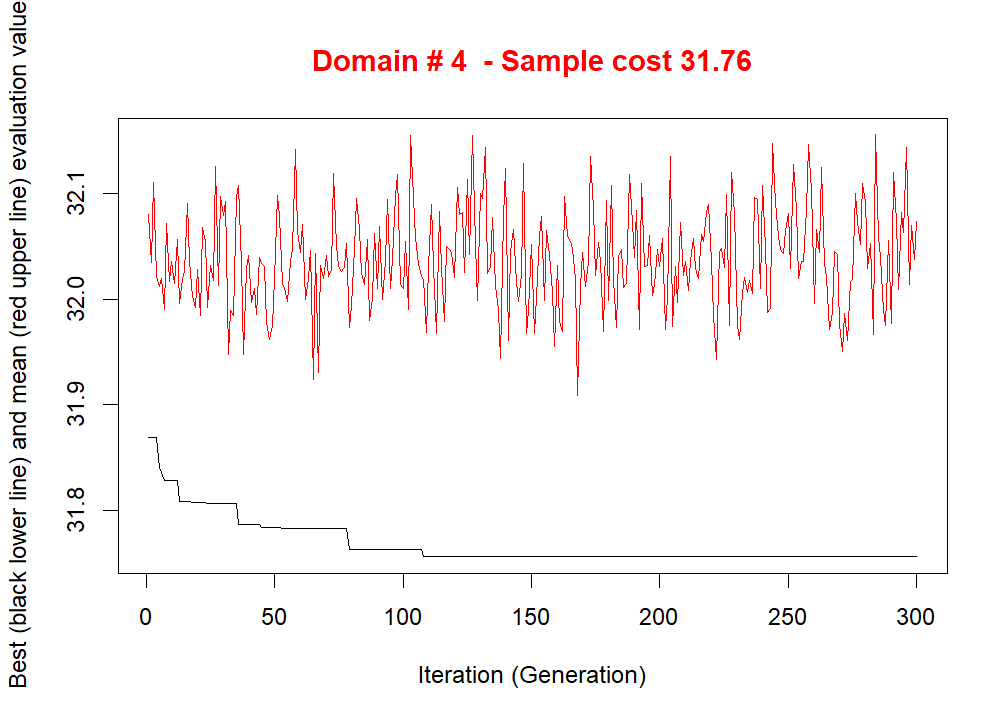 Domain # 4  - Sample cost 31.76
Best (black lower line) and mean (red upper line) evaluation value
32.1
32.0
31.9
31.8
0 50 100 150 200 250 300
Iteration (Generation)